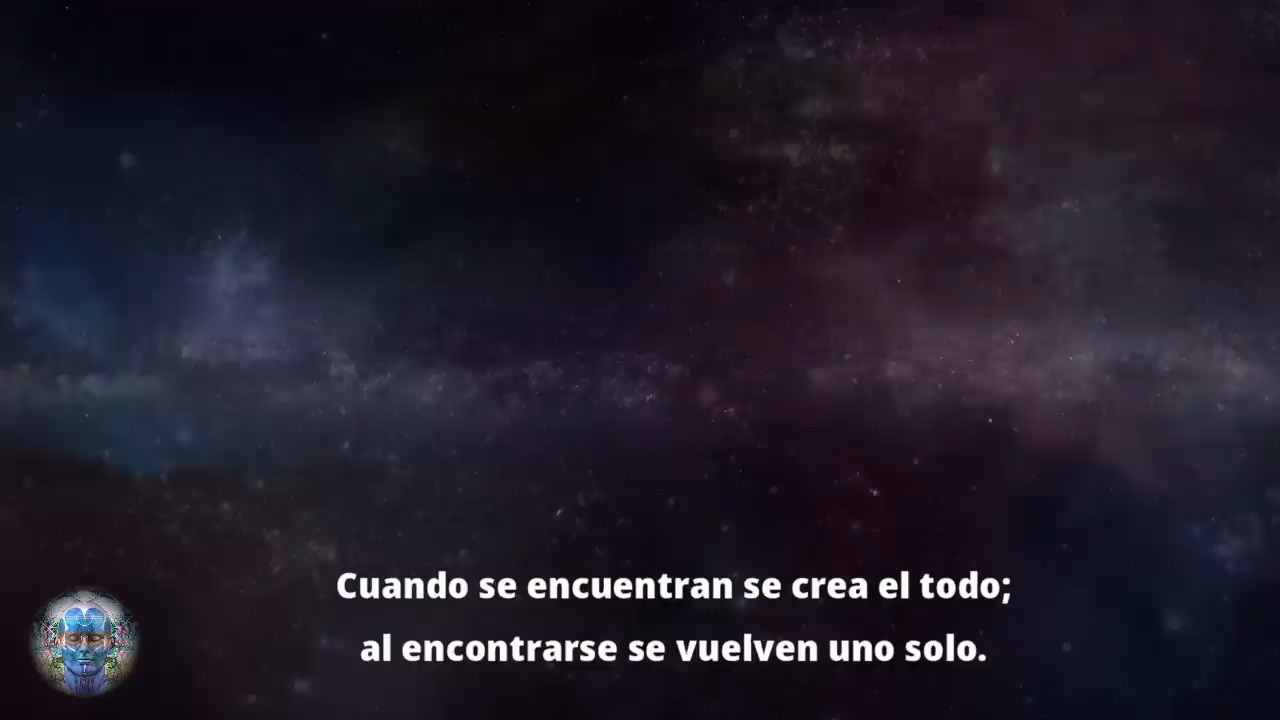 Cuando se encuentran se crea el todo;
al encontrarse se vuelven uno solo.